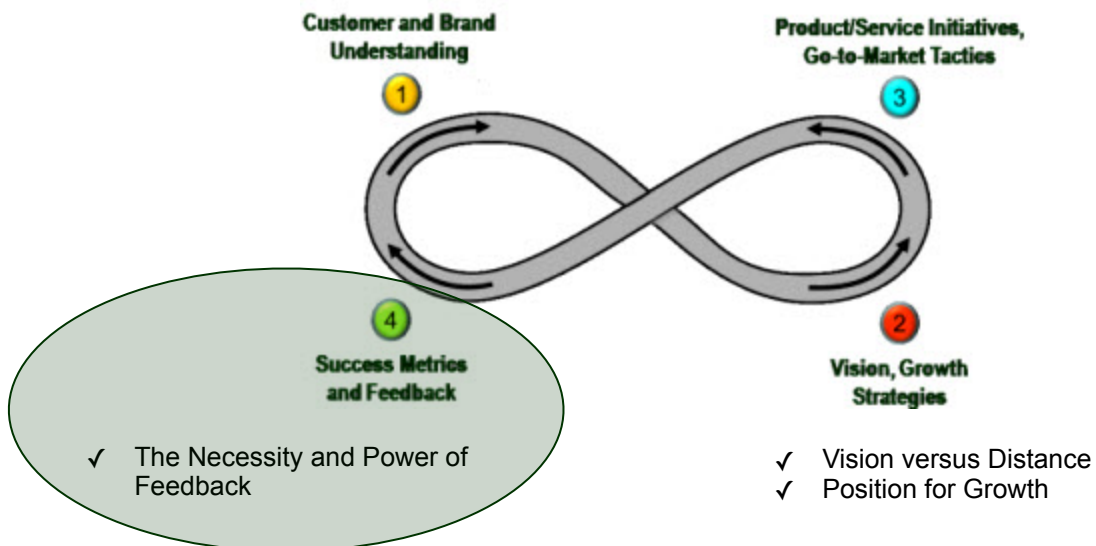 Customer and Brand
Understanding
1
Product/Service Initiatives,
Go-to-Market Tactics
3
4
Success Metrics
and Feedback
2
Vision, Growth
Strategies
✓ The Necessity and Power of
Feedback
✓ Vision versus Distance
✓ Position for Growth